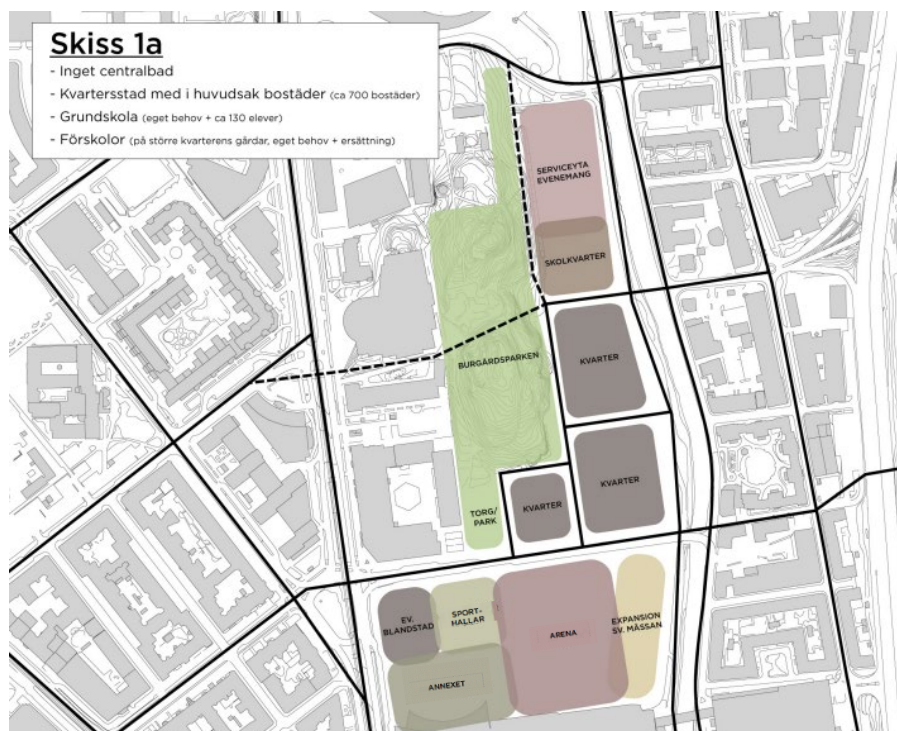 Skiss 1a
- Inget centralbad
- Kvartersstad med i huvudsak bostäder (ca 700 bostäder)
- Grundskola (eget behov + ca 130 elever)
- Förskolor (på större kvarterens gårdar, eget behov + ersättning)
SERVICEYTA
EVENEMANG
SKOLKVARTER
BURGÅRDSPARKEN
KVARTER
KVARTER
KVARTER
TORG/
PARK
EV.
BLANDSTAD
SPORT-
HALLAR
ARENA
EXPANSION
SV. MÄSSAN
ANNEXET